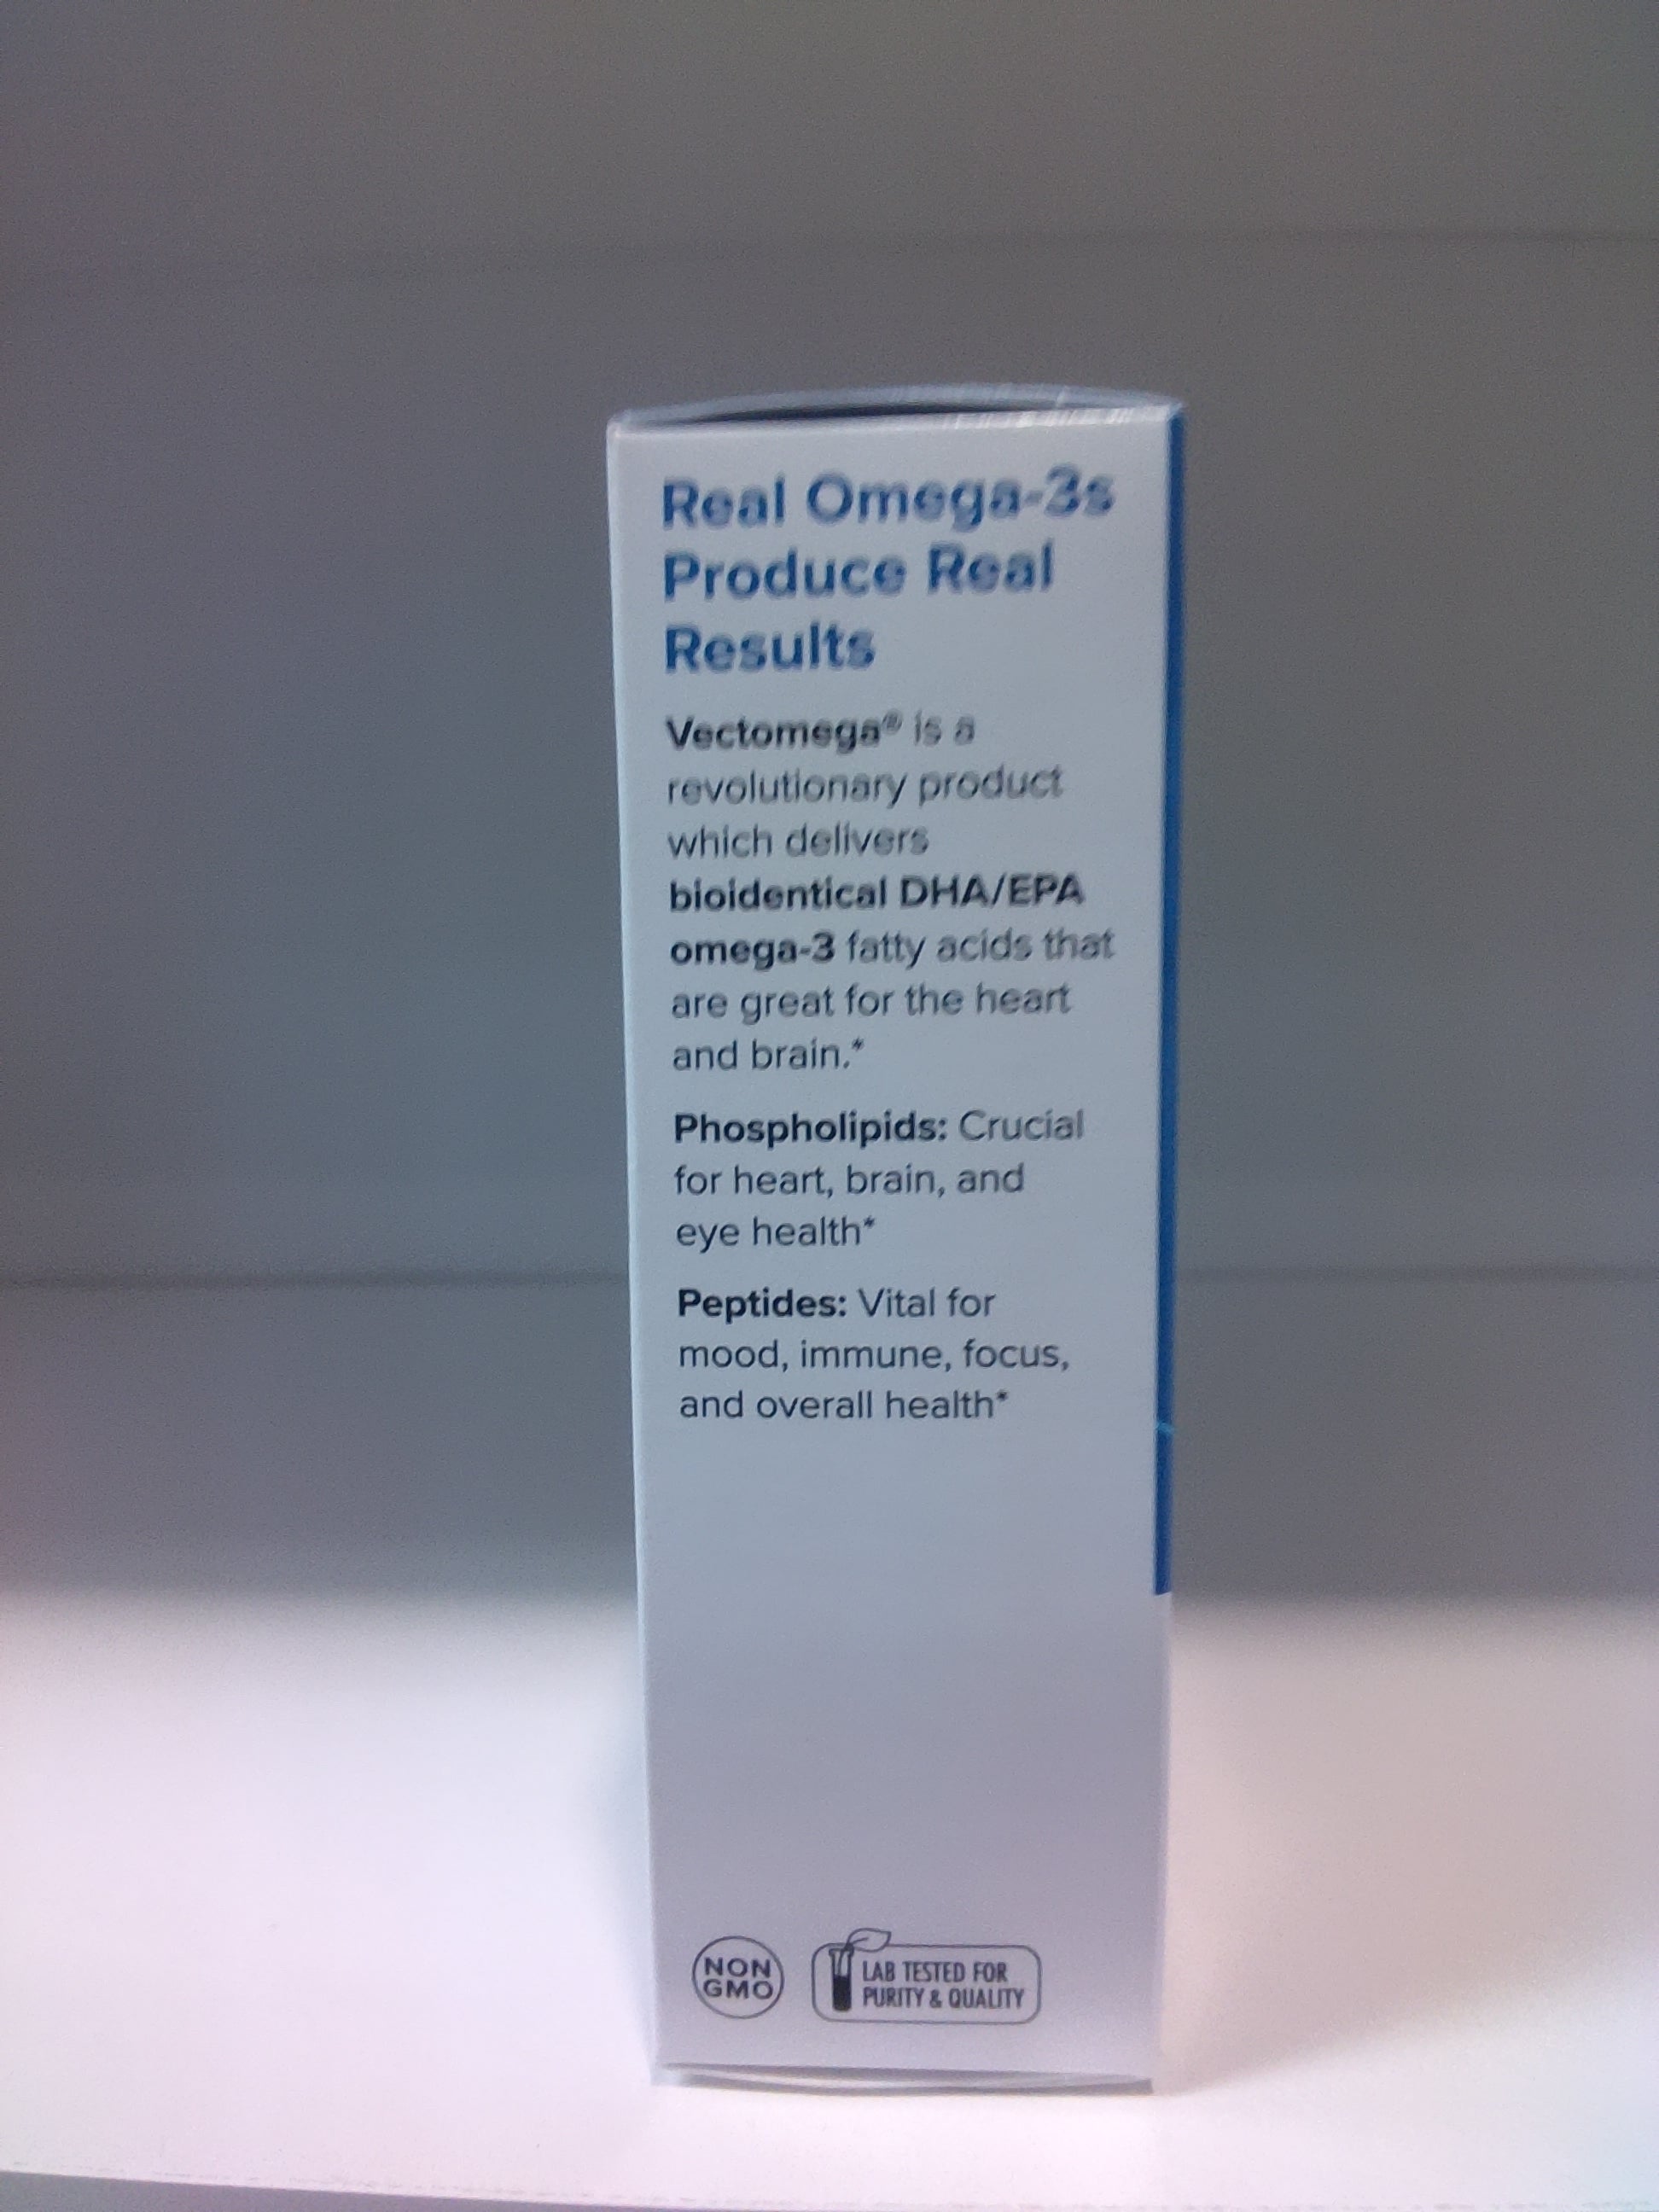 Real Omega-3s
Produce Real
Results
Vectomega® is a
revolutionary product
which delivers
bioidentical DHA/EPA
omega-3 fatty acids that
are great for the heart
and brain.*
Phospholipids: Crucial
for heart, brain, and
eye health*
Peptides: Vital for
mood, immune, focus,
and overall health*
NON
GMO
LAB TESTED FOR
PURITY & QUALITY